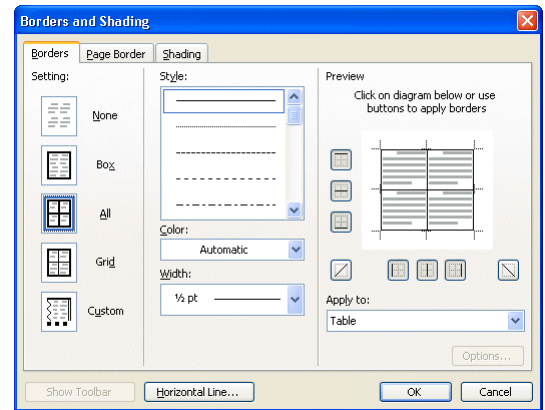 Borders and Shading
Borders
Page Border
Shading
Setting:
None
Box
All
Grid
Custom
Style:
Color:
Automatic
Width:
½ pt
Preview
Click on diagram below or use
buttons to apply borders
Apply to:
Table
Options...
Show Toolbar
Horizontal Line...
OK
Cancel